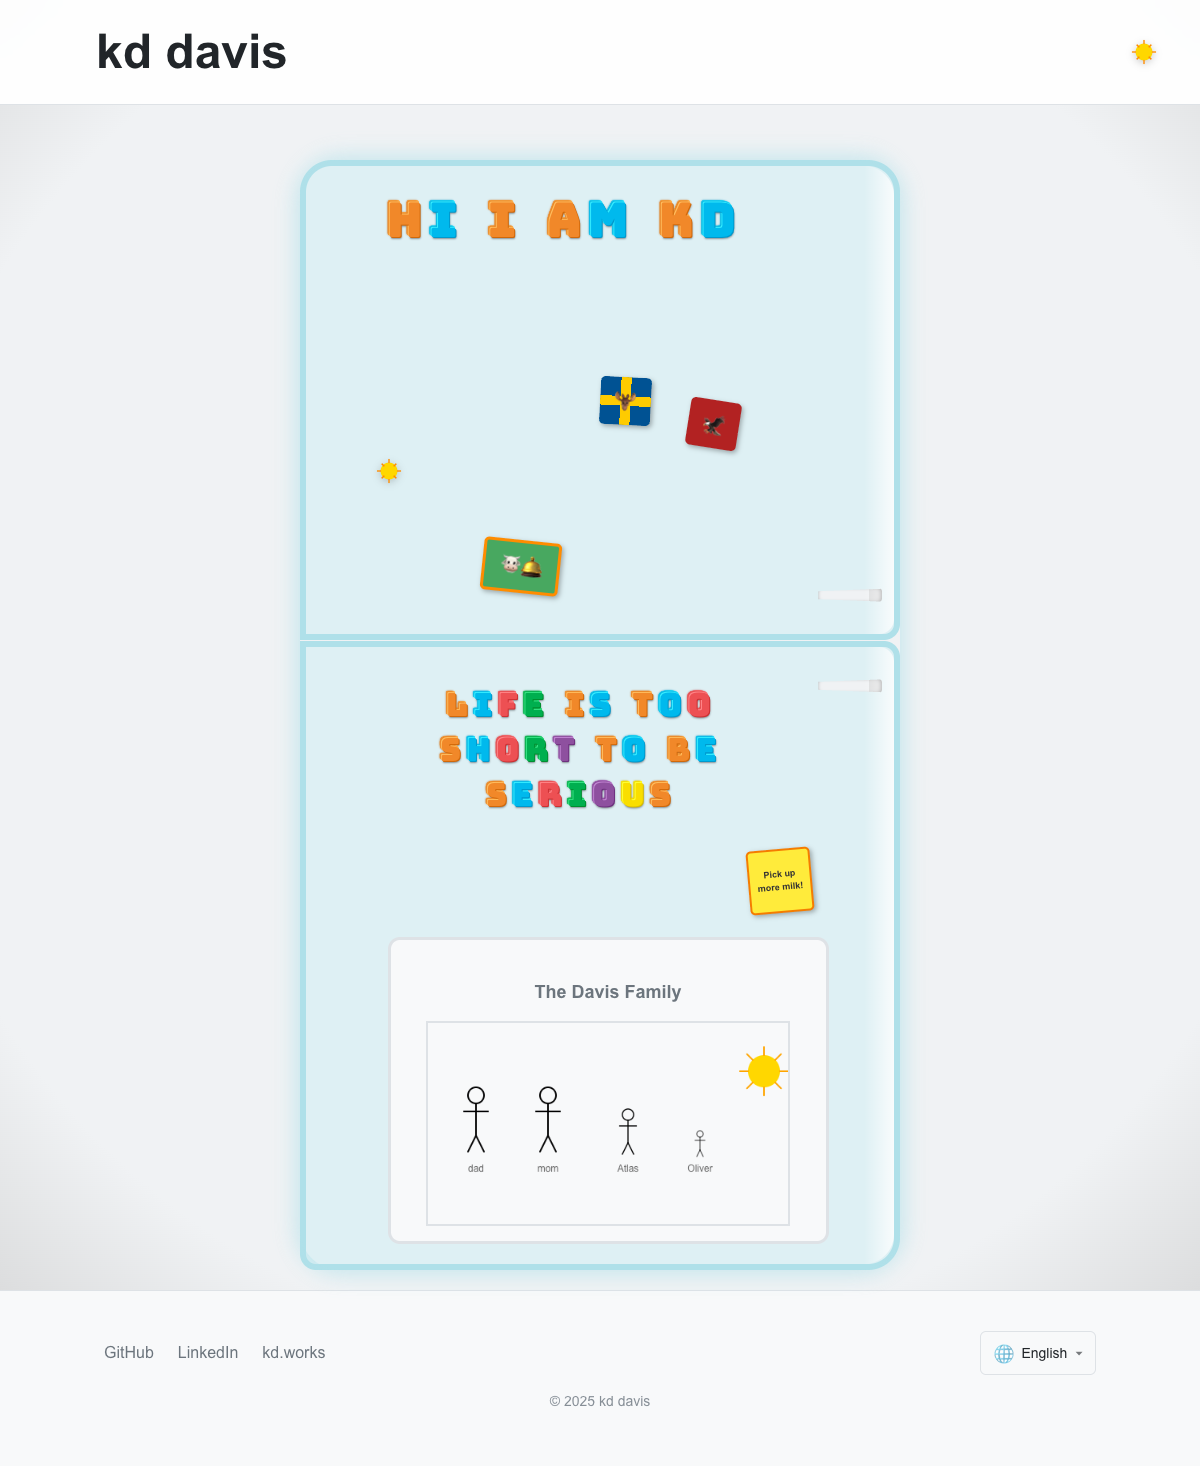 kd davis
HI I AM KD
LIFE IS TOO
SHORT TO BE
SERIOUS
Pick up
more milk!
The Davis Family
dad mom Atlas Oliver
GitHub LinkedIn kd.works
English
© 2025 kd davis